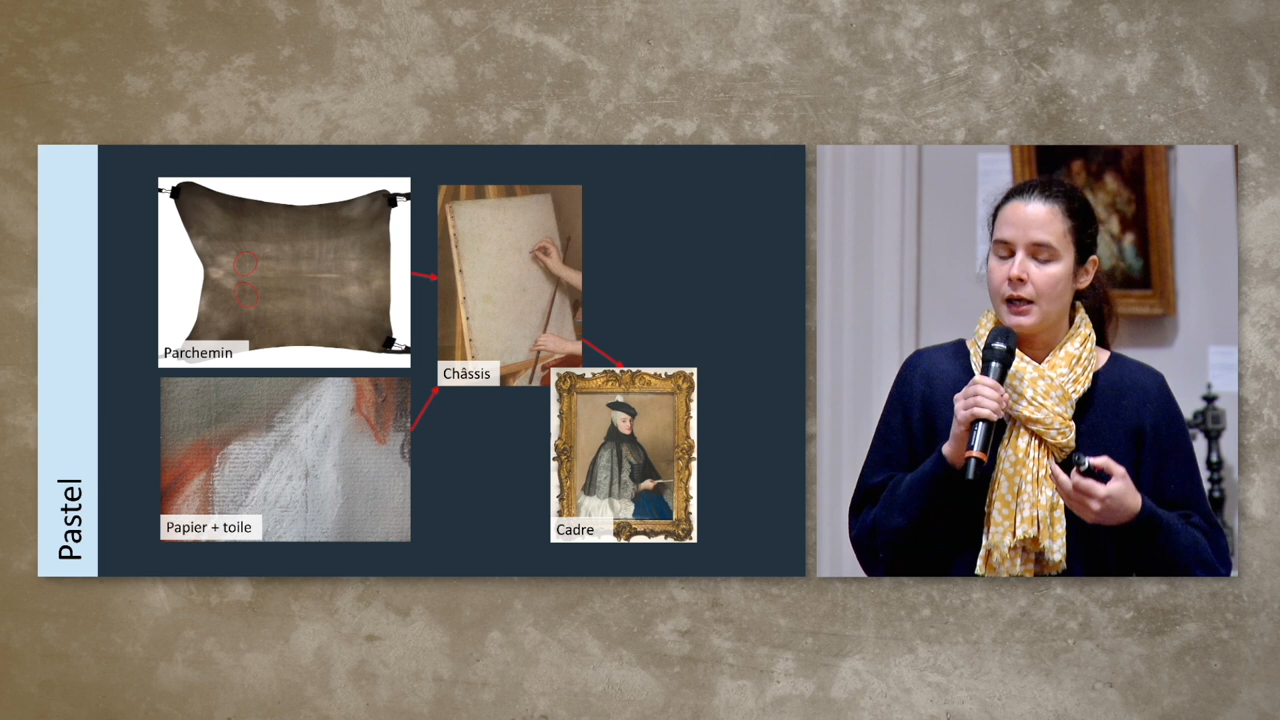 Pastel
Parchemin
Châssis
Papier + toile
Cadre